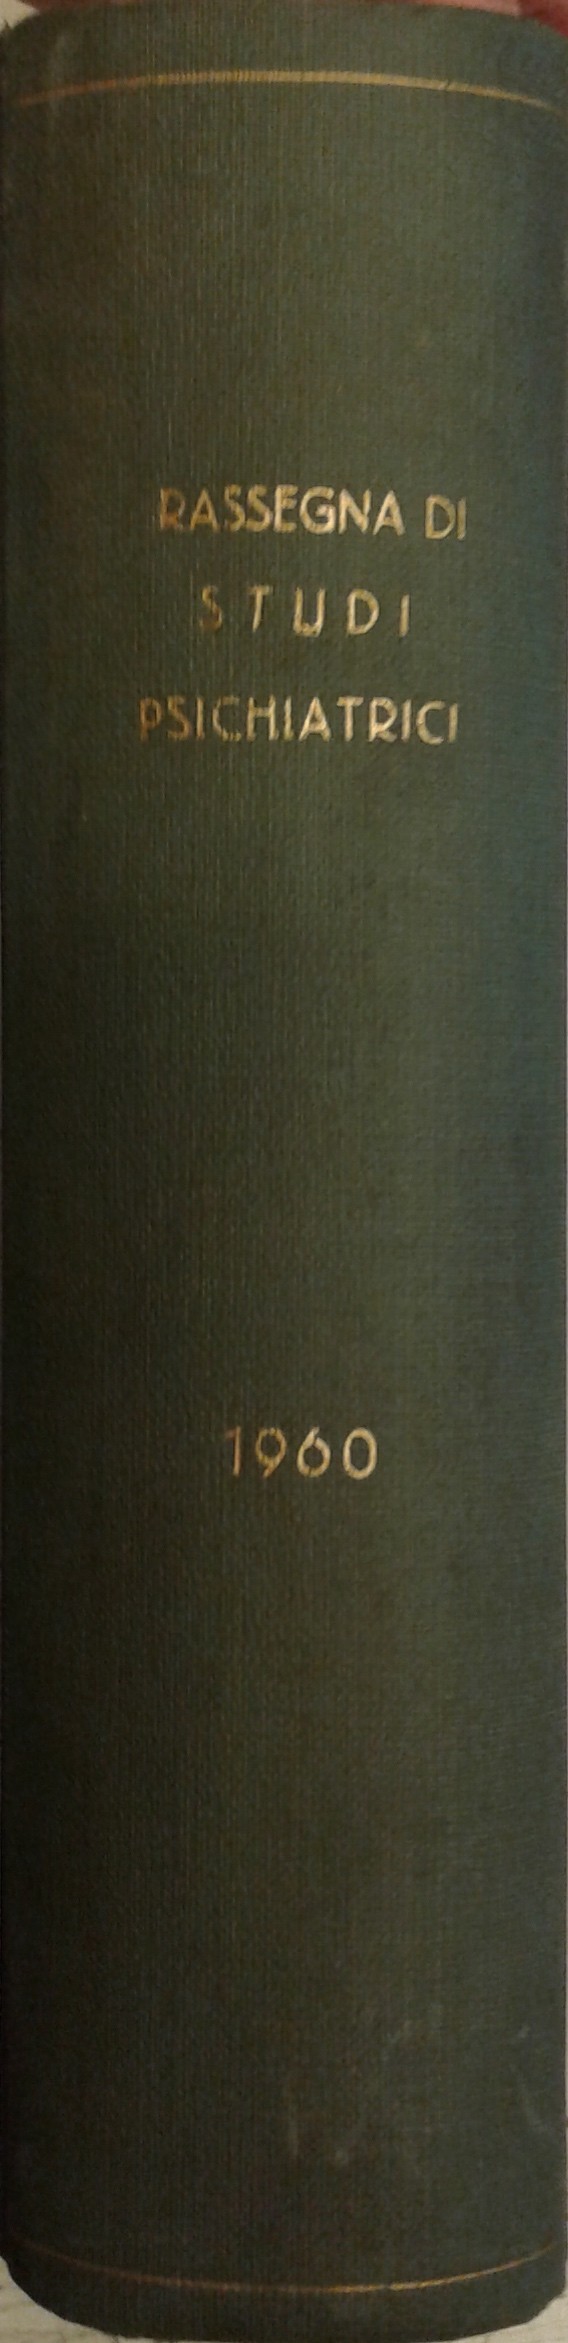 RASSEGNA DI
STUDI
PSICHIATRICI
1960